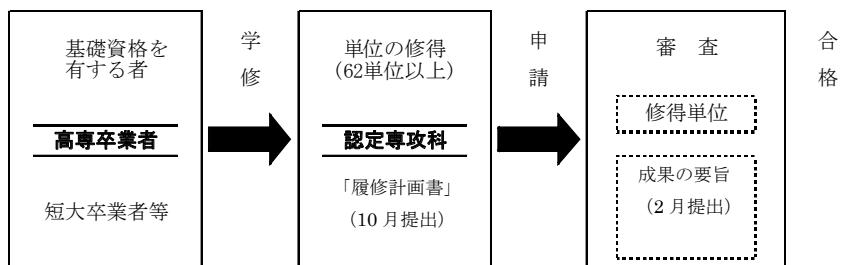 基礎資格を
有する者
高専卒業者
短大卒業者等
学
修
単位の修得
(62単位以上)
認定専攻科
「履修計画書」
(10 月提出)
申
請
審　査
修得単位
成果の要旨
(2 月提出)
合
格